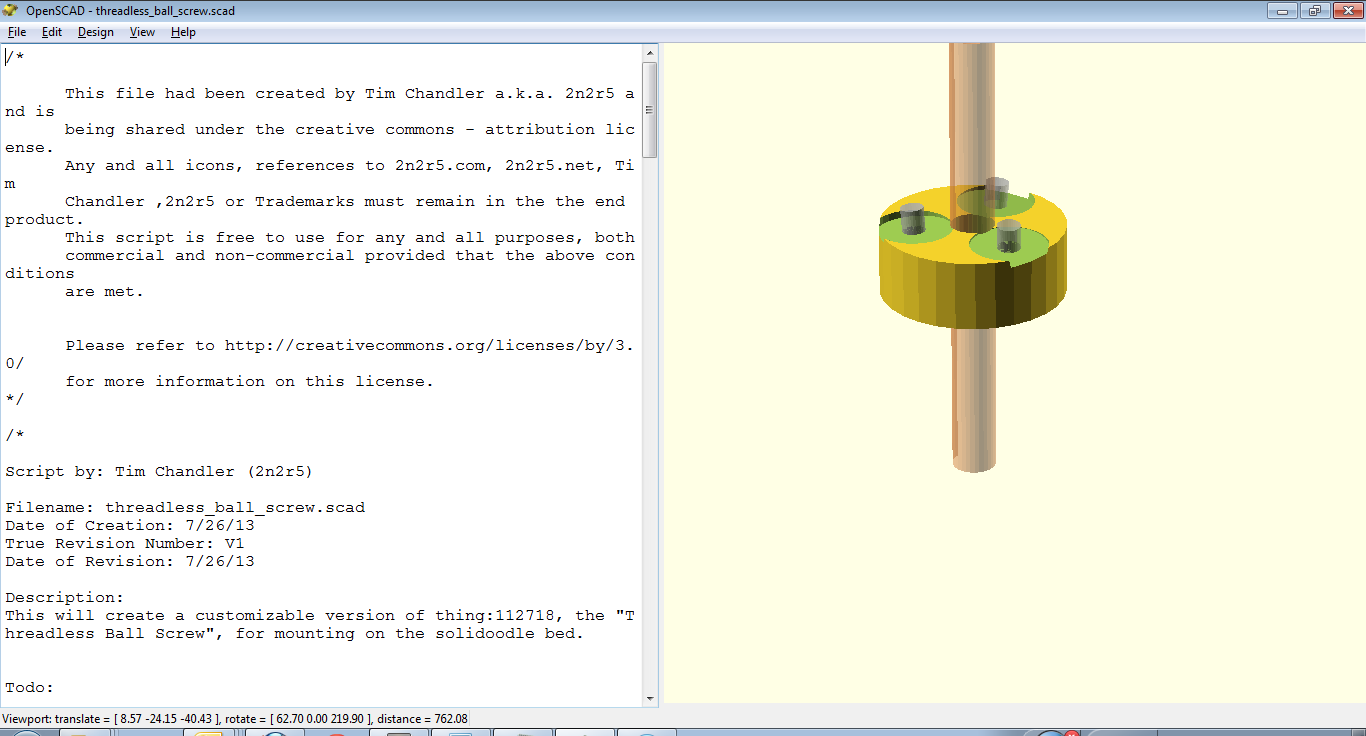 OpenSCAD - threadless_ball_screw.scad
File Edit Design View Help
/*
This file had been created by Tim Chandler a.k.a. 2n2r5 a
nd is
being shared under the creative commons - attribution lic
ense.
Any and all icons, references to 2n2r5.com, 2n2r5.net, Ti
m
Chandler ,2n2r5 or Trademarks must remain in the the end
product.
This script is free to use for any and all purposes, both
commercial and non-commercial provided that the above con
ditions
are met.
Please refer to http://creativecommons.org/licenses/by/3.
0/
for more information on this license.
*/
/*
Script by: Tim Chandler (2n2r5)
Filename: threadless_ball_screw.scad
Date of Creation: 7/26/13
True Revision Number: V1
Date of Revision: 7/26/13
Description:
This will create a customizable version of thing:112718, the "T
hreadless Ball Screw", for mounting on the solidoodle bed.
Todo:
Viewport: translate = [ 8.57 -24.15 -40.43 ], rotate = [ 62.70 0.00 219.90 ], distance = 762.08